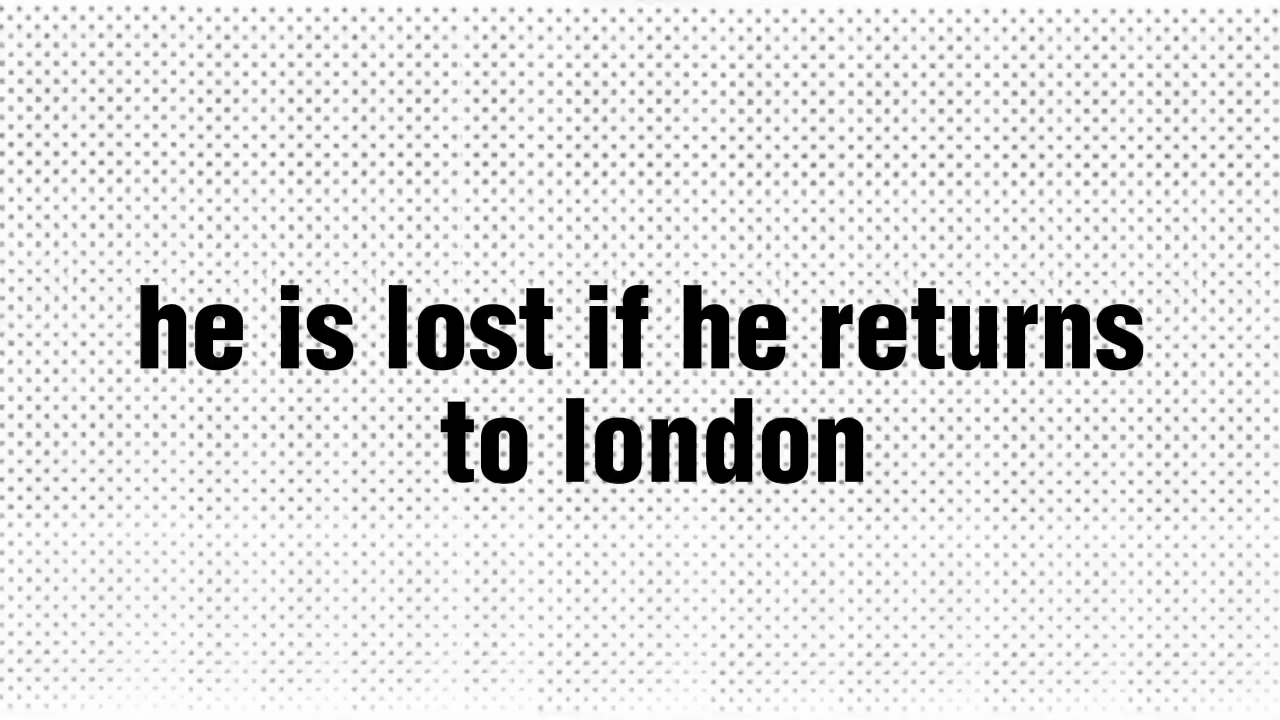 he is lost if he returns
to london